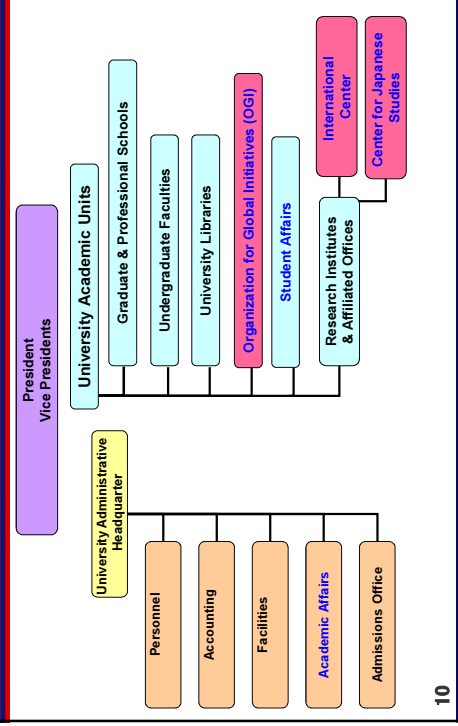 President
Vice Presidents
University Administrative
Headquarter
Personnel
Accounting
Facilities
Academic Affairs
Admissions Office
University Academic Units
Graduate & Professional Schools
Undergraduate Faculties
University Libraries
Organization for Global Initiatives (OGI)
Student Affairs
Research Institutes
& Affiliated Offices
International
Center
Center for Japanese
Studies
10